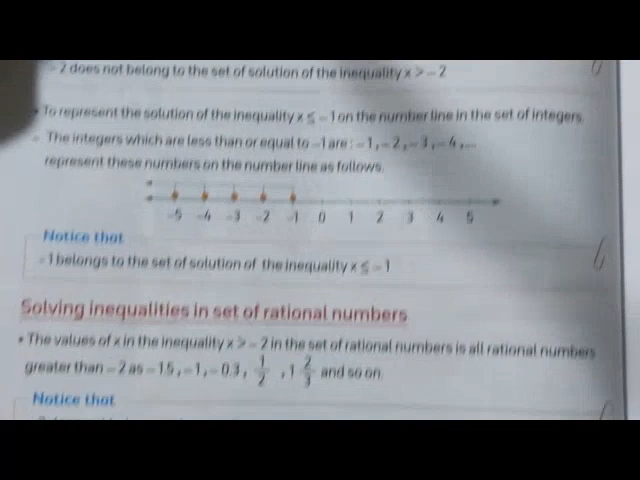 -2 does not belong to the set of solution of the inequality x > -2
• To represent the solution of the inequality x ≤ -1 on the number line in the set of integers.
The integers which are less than or equal to -1 are : -1 , -2 , -3 , -4 , ....
represent these numbers on the number line as follows.
-5 -4 -3 -2 -1 0 1 2 3 4 5
Notice that
-1 belongs to the set of solution of the inequality x ≤ -1
Solving inequalities in set of rational numbers
• The values of x in the inequality x > -2 in the set of rational numbers is all rational numbers
greater than -2 as -1.5 , -1 , -0.3 , 1/2 , 1 2/3 and so on.
Notice that